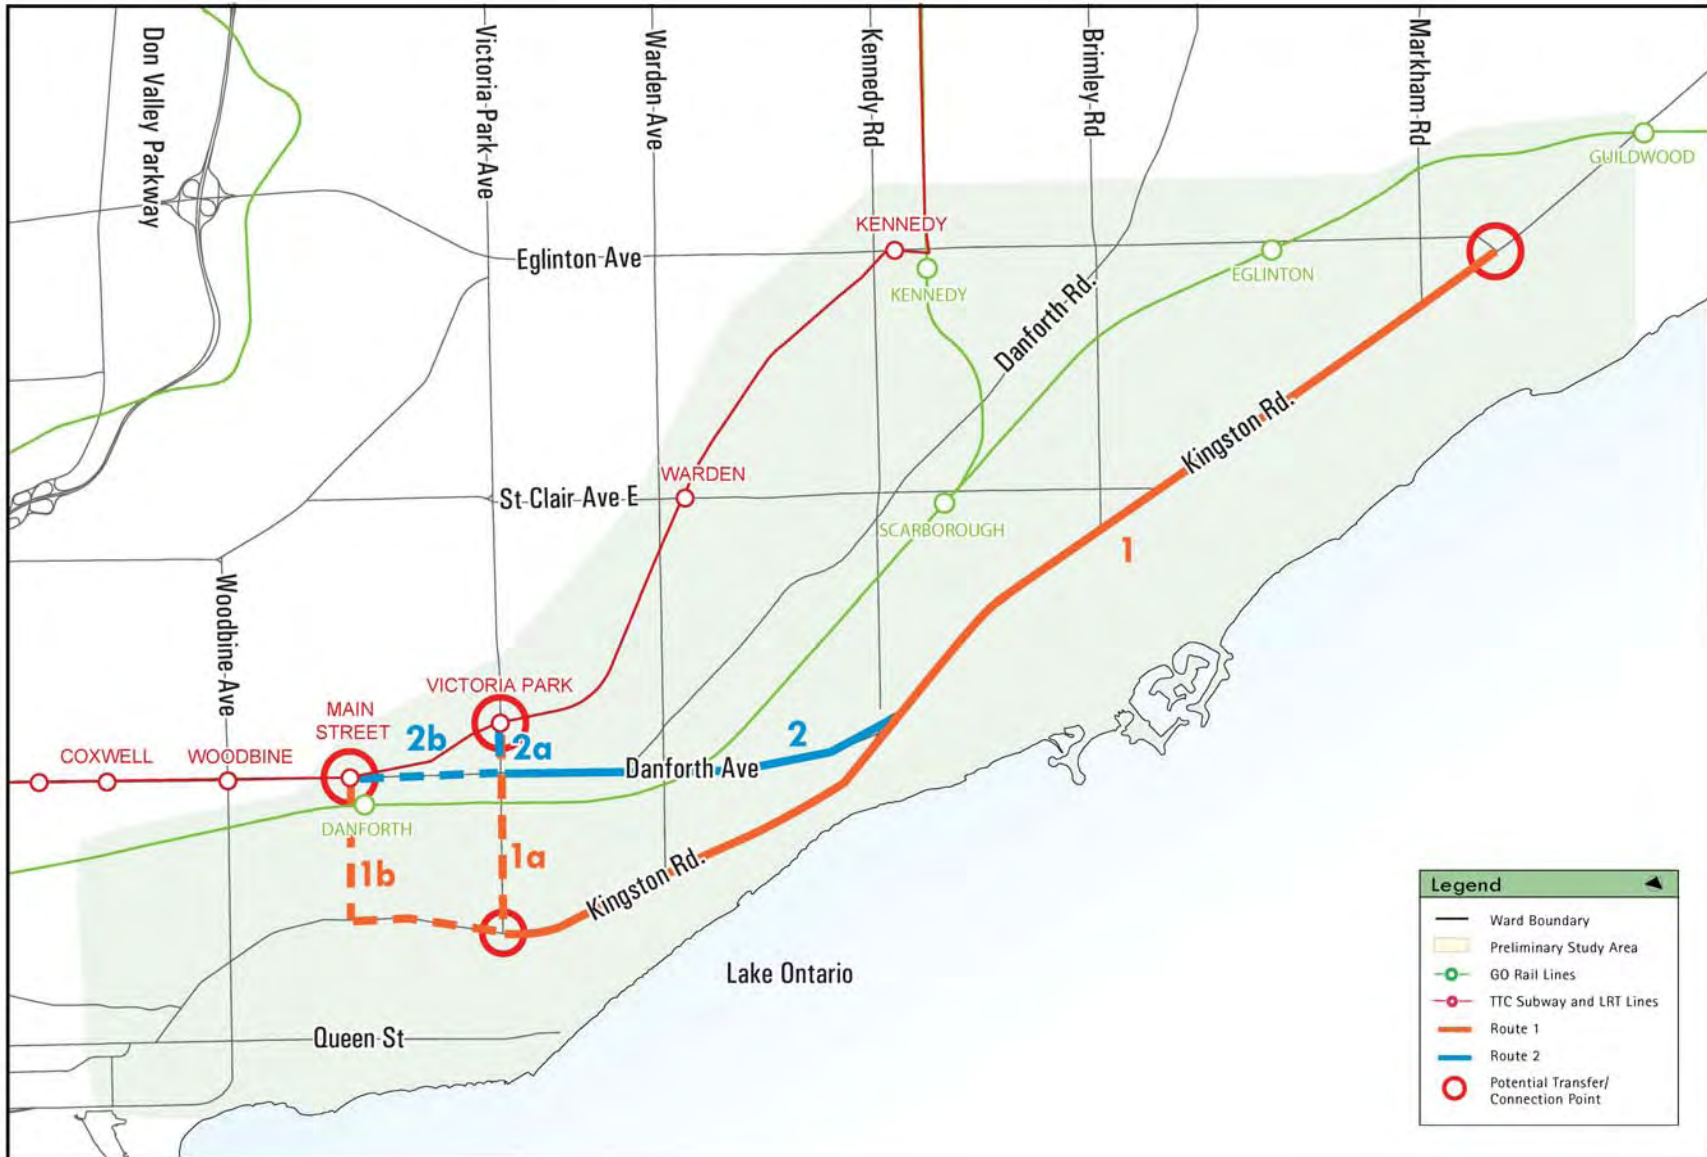 Don Valley Parkway
Victoria-Park-Ave
Warden-Ave
Kennedy-Rd
Brimley-Rd
Markham-Rd
GUILDWOOD
KENNEDY
Eglinton-Ave
EGLINTON
KENNEDY
Danforth-Rd.
Kingston-Rd.
WARDEN
St-Clair-Ave-E
SCARBOROUGH
1
Woodbine-Ave
VICTORIA PARK
MAIN
STREET
2b
2a
2
COXWELL
WOODBINE
Danforth Ave
DANFORTH
1a
1b
Kingston Rd.
Legend
Ward Boundary
Preliminary Study Area
GO Rail Lines
TTC Subway and LRT Lines
Route 1
Route 2
Potential Transfer/
Connection Point
Lake Ontario
Queen-St